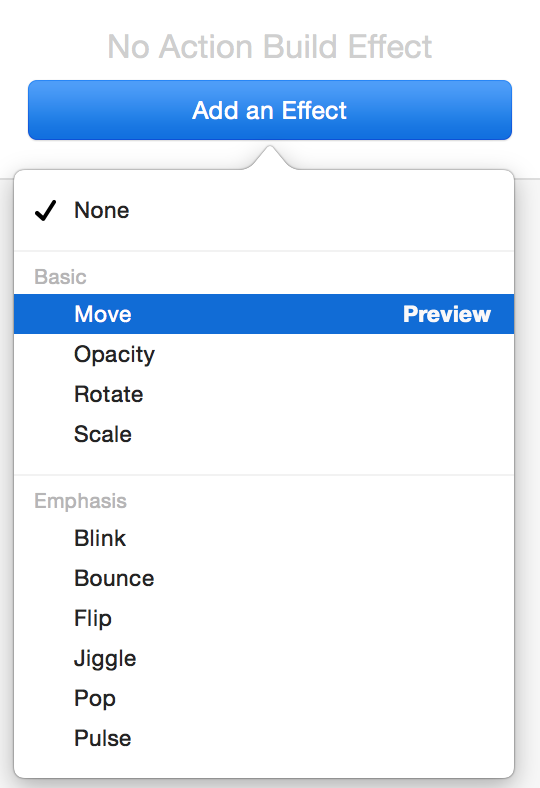 No Action Build Effect
Add an Effect
None
Basic
Move Preview
Opacity
Rotate
Scale
Emphasis
Blink
Bounce
Flip
Jiggle
Pop
Pulse